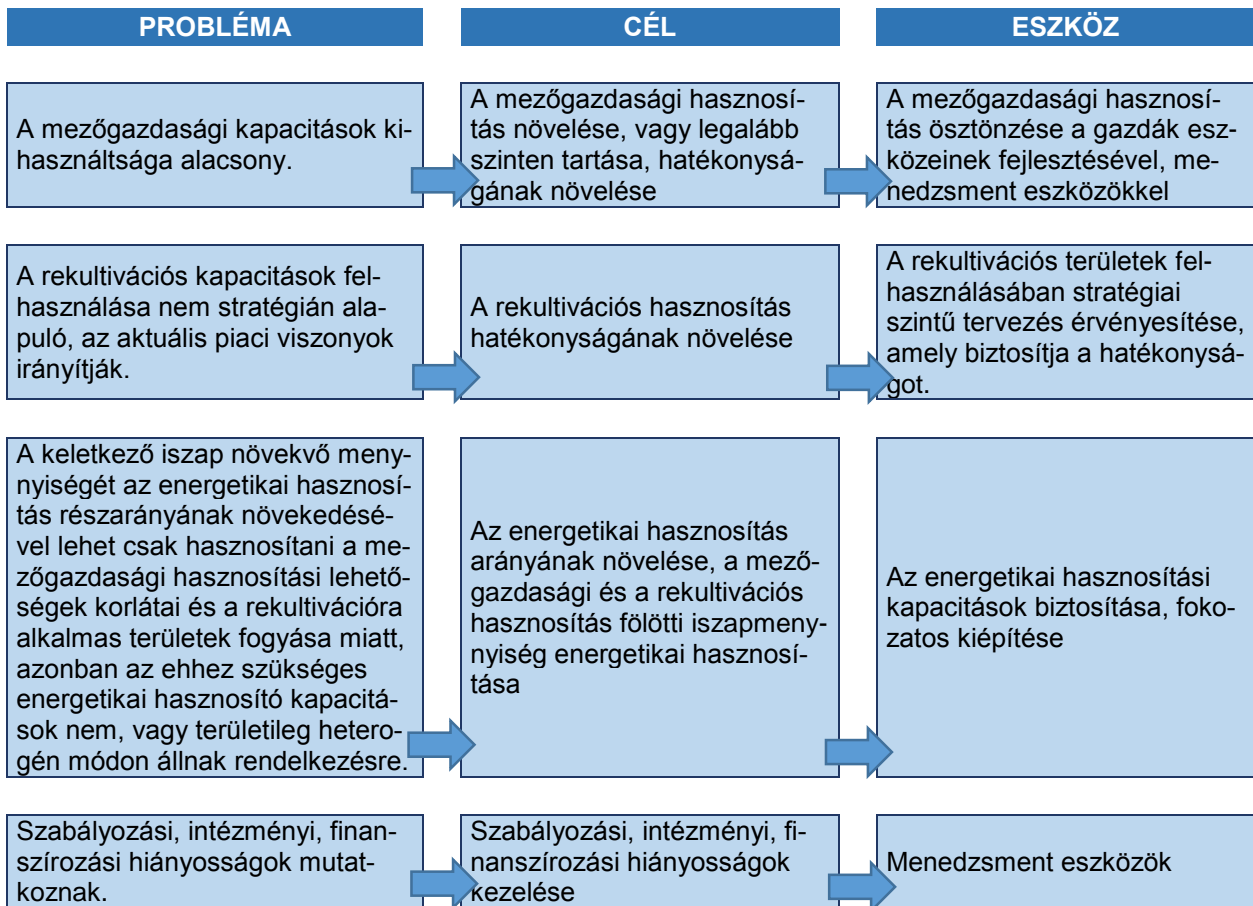 PROBLÉMA
CÉL
ESZKÖZ
A mezőgazdasági kapacitások ki-
használtsága alacsony.
A mezőgazdasági hasznosí-
tás növelése, vagy legalább
szinten tartása, hatékonysá-
gának növelése
A mezőgazdasági hasznosí-
tás ösztönzése a gazdák esz-
közeinek fejlesztésével, me-
nedzsment eszközökkel
A rekultivációs kapacitások fel-
használása nem stratégián ala-
puló, az aktuális piaci viszonyok
irányítják.
A rekultivációs hasznosítás
hatékonyságának növelése
A rekultivációs területek fel-
használásában stratégiai
szintű tervezés érvényesítése,
amely biztosítja a hatékonysá-
got.
A keletkező iszap növekvő meny-
nyiségét az energetikai hasznosí-
tás részarányának növekedésé-
vel lehet csak hasznosítani a me-
zőgazdasági hasznosítási lehető-
ségek korlátai és a rekultivációra
alkalmas területek fogyása miatt,
azonban az ehhez szükséges
energetikai hasznosító kapacitá-
sok nem, vagy területileg hetero-
gén módon állnak rendelkezésre.
Az energetikai hasznosítás
arányának növelése, a mező-
gazdasági és a rekultivációs
hasznosítás fölötti iszapmeny-
nyiség energetikai hasznosí-
tása
Az energetikai hasznosítási
kapacitások biztosítása, foko-
zatos kiépítése
Szabályozási, intézményi, finan-
szírozási hiányosságok mutat-
koznak.
Szabályozási, intézményi, fi-
nanszírozási hiányosságok
kezelése
Menedzsment eszközök